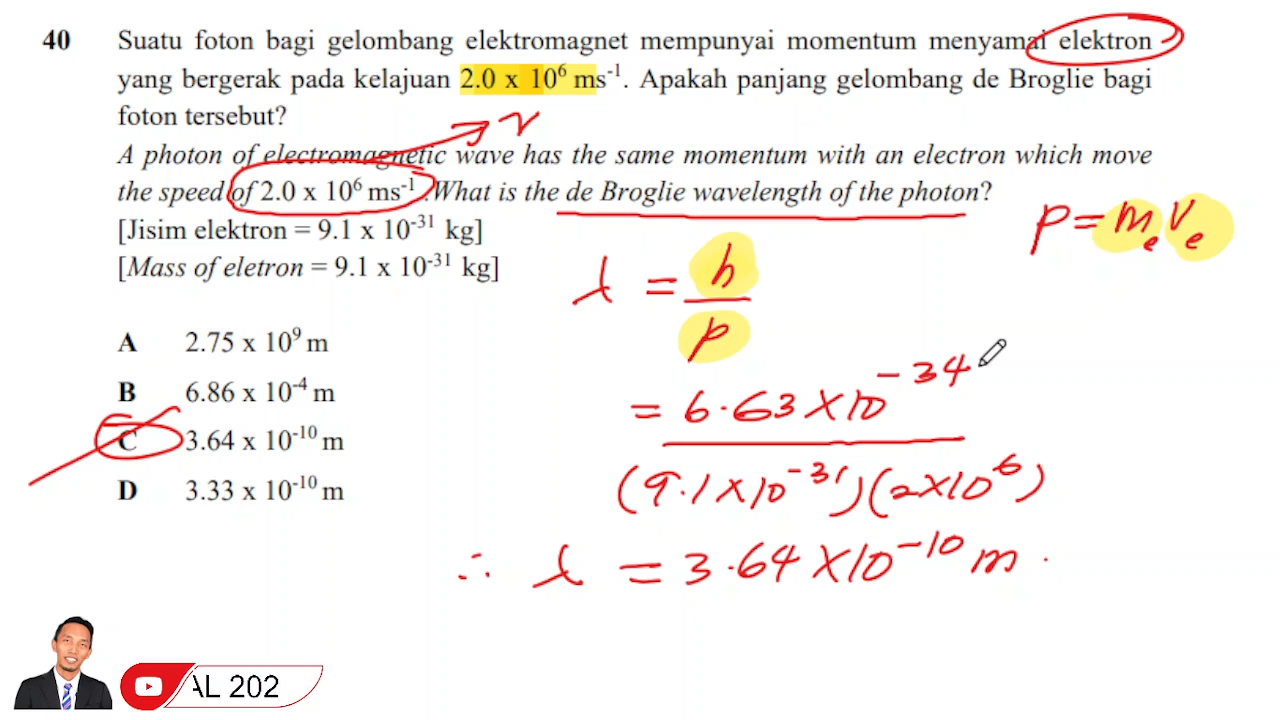 40 Suatu foton bagi gelombang elektromagnet mempunyai momentum menyamai elektron
yang bergerak pada kelajuan 2.0 x 10⁶ ms⁻¹. Apakah panjang gelombang de Broglie bagi
foton tersebut?
v
A photon of electromagnetic wave has the same momentum with an electron which move
the speed of 2.0 x 10⁶ ms⁻¹.What is the de Broglie wavelength of the photon?
[Jisim elektron = 9.1 x 10⁻³¹ kg]
[Mass of eletron = 9.1 x 10⁻³¹ kg]
p = mₑvₑ
λ = h/p
A 2.75 x 10⁹ m
B 6.86 x 10⁻⁴ m
C 3.64 x 10⁻¹⁰ m
D 3.33 x 10⁻¹⁰ m
= 6.63 x 10⁻³⁴
(9.1 x 10⁻³¹)(2 x 10⁶)
∴ λ = 3.64 x 10⁻¹⁰ m.
AL 202